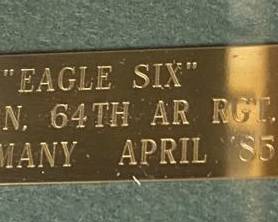 "EAGLE SIX"
N. 64TH AR RGT.
MANY APRIL '85